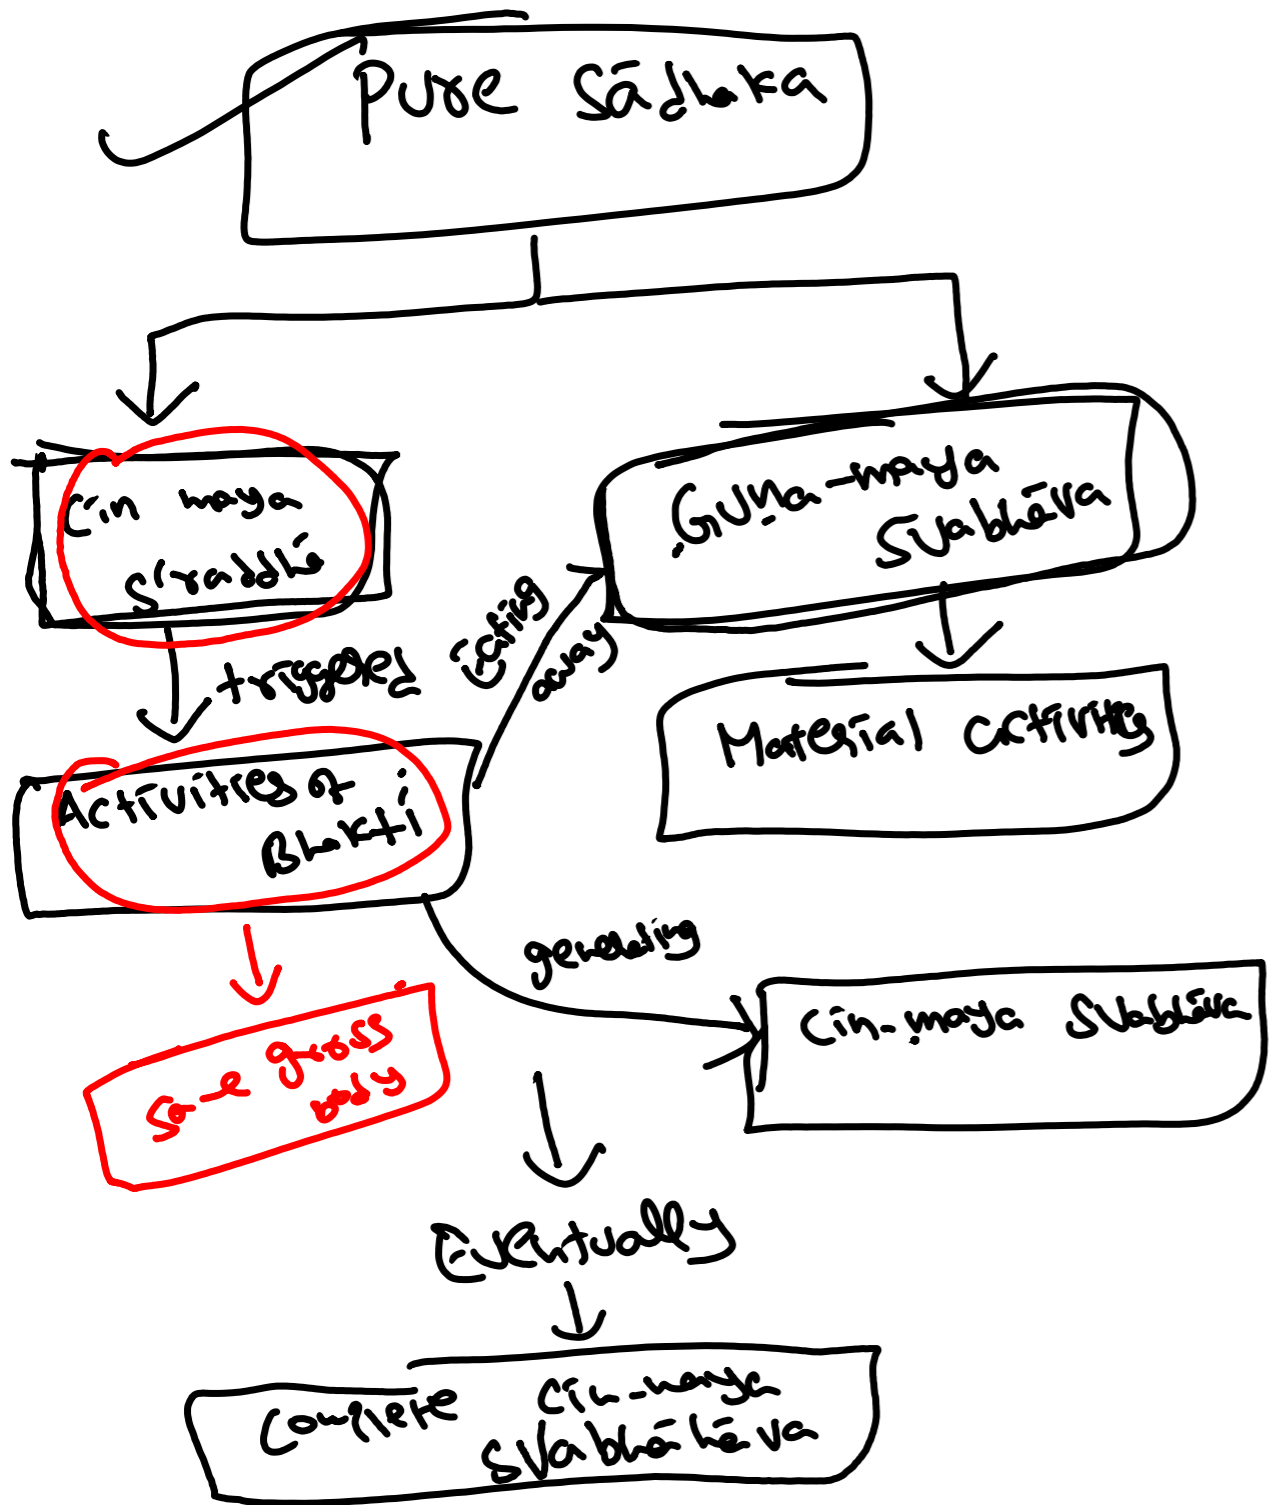 Pure Sādhaka
Cin maya
Śraddhā
Guṇa-maya
Svabhāva
triggered
Eating
away
Activities of
Bhakti
Material activities
generating
Cin-maya Svabhāva
Same gross
body
Eventually
Complete Cin-maya
Svabhāhāva